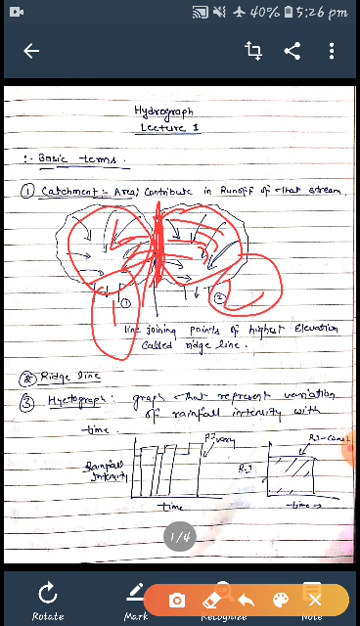 40% 5:26 pm
Hydrograph
Lecture 1
:- Basic terms.
① Catchment :- Area, Contribute in Runoff of that stream.
① ②
line joining points of highest Elevation
Called ridge line.
② Ridge line
③ Hyetograph: graph that represent variation
of rainfall intensity with
time.
Rainfall
Intensity
time
time
1/4
Rotate Mark Recognize Note